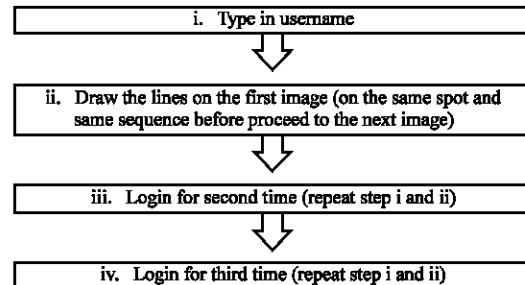 i. Type in username
ii. Draw the lines on the first image (on the same spot and
same sequence before proceed to the next image)
iii. Login for second time (repeat step i and ii)
iv. Login for third time (repeat step i and ii)